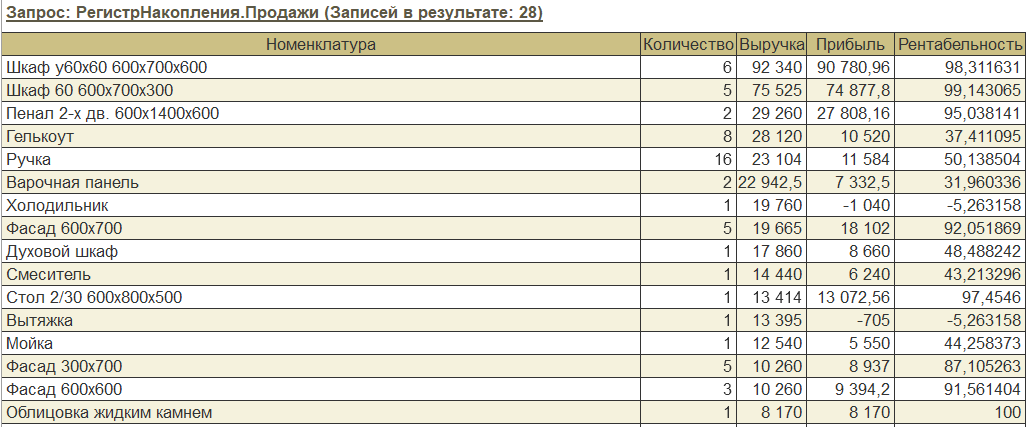 Запрос: РегистрНакопления.Продажи (Записей в результате: 28)
Номенклатура Количество Выручка Прибыль Рентабельность
Шкаф у60х60 600х700х600 6 92 340 90 780,96 98,311631
Шкаф 60 600х700х300 5 75 525 74 877,8 99,143065
Пенал 2-х дв. 600х1400х600 2 29 260 27 808,16 95,038141
Гелькоут 8 28 120 10 520 37,411095
Ручка 16 23 104 11 584 50,138504
Варочная панель 2 22 942,5 7 332,5 31,960336
Холодильник 1 19 760 -1 040 -5,263158
Фасад 600х700 5 19 665 18 102 92,051869
Духовой шкаф 1 17 860 8 660 48,488242
Смеситель 1 14 440 6 240 43,213296
Стол 2/30 600х800х500 1 13 414 13 072,56 97,4546
Вытяжка 1 13 395 -705 -5,263158
Мойка 1 12 540 5 550 44,258373
Фасад 300х700 5 10 260 8 937 87,105263
Фасад 600х600 3 10 260 9 394,2 91,561404
Облицовка жидким камнем 1 8 170 8 170 100